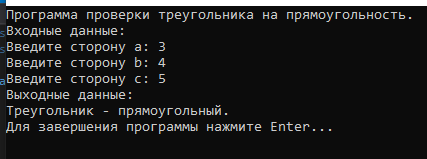 Программа проверки треугольника на прямоугольность.
Входные данные:
Введите сторону a: 3
Введите сторону b: 4
Введите сторону c: 5
Выходные данные:
Треугольник - прямоугольный.
Для завершения программы нажмите Enter...